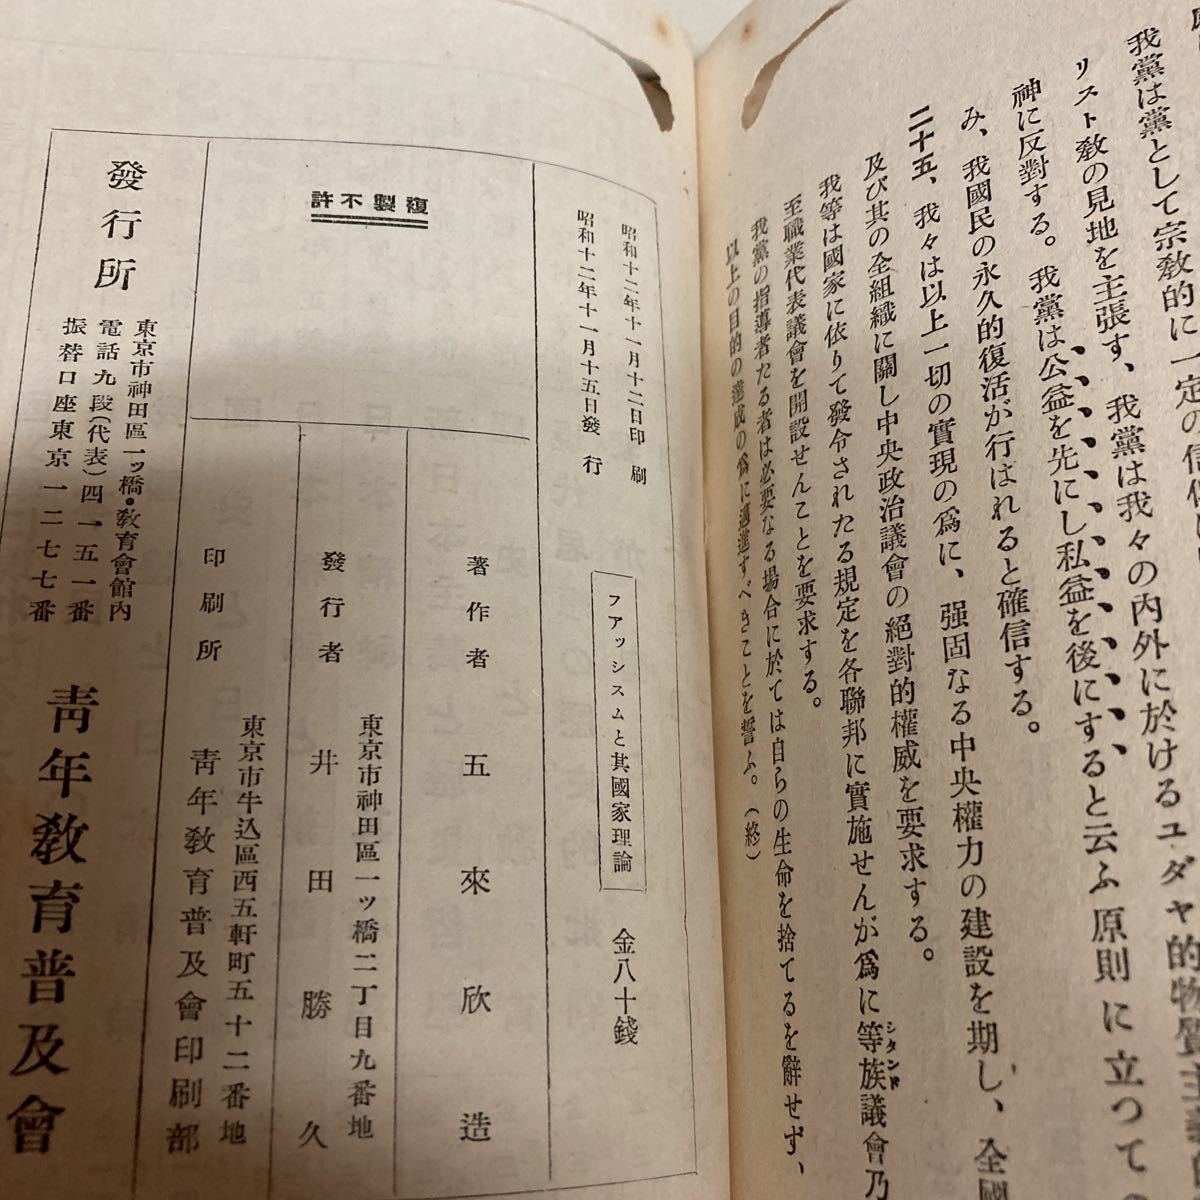 我黨は黨として宗教的に一定の信仰
リスト教の見地を主張す、我黨は我々の内外に於けるユダヤ的物質主義的
神に反對する。我黨は公益を先にし私益を後にすると云ふ原則に立つて
み、我國民の永久的復活が行はれると確信する。
二十五、我々は以上一切の實現の爲に、强固なる中央權力の建設を期し、全國
及び其の全組織に關し中央政治議會の絕對的權威を要求する。
我等は國家に依りて發令されたる規定を各聯邦に實施せんが爲に等族議會乃
シタンド
至職業代表議會を開設せんことを要求する。
我黨の指導者たる者は必要なる場合に於ては自らの生命を捨てるを辭せず、
以上の目的の達成の爲に邁進すべきことを誓ふ。(終)
昭和十二年十一月十二日印刷
昭和十二年十一月十五日發行
フアッシスムと其國家理論
金八十錢
複製不許
著作者 五來欣造
東京市神田區一ッ橋二丁目九番地
發行者 井田勝久
東京市牛込區西五軒町五十二番地
印刷所 靑年敎育普及會印刷部
發行所
東京市神田區一ッ橋・敎育會館內
電話九段(代表)四一五一番
振替口座東京一二七七番
靑年敎育普及會